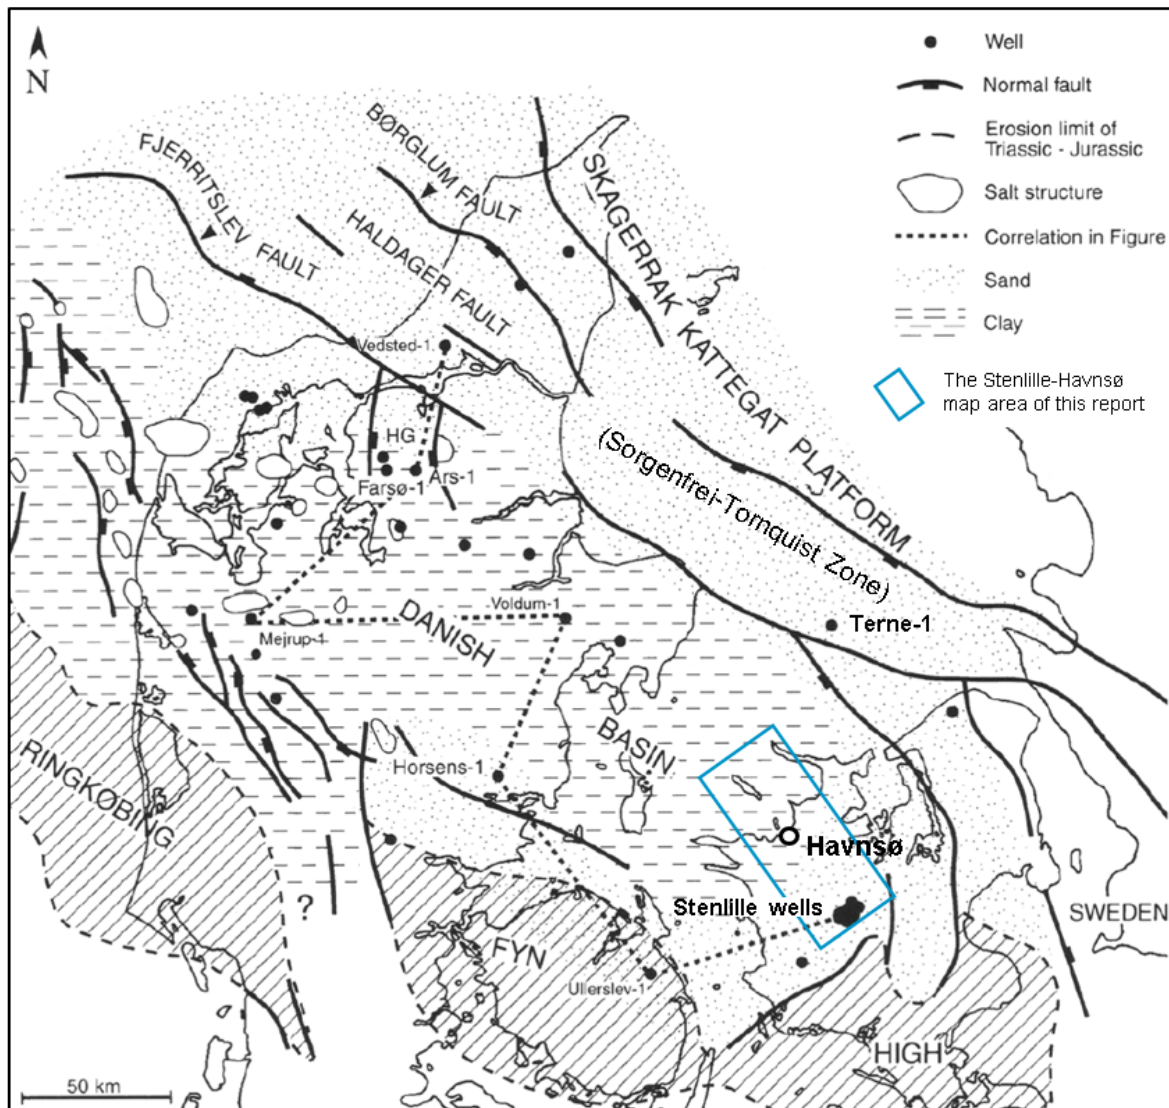 N
Well
Normal fault
Erosion limit of
Triassic - Jurassic
Salt structure
Correlation in Figure
Sand
Clay
The Stenlille-Havnsø
map area of this report
BØRGLUM FAULT
FJERRITSLEV FAULT
HALDAGER FAULT
SKAGERRAK KATTEGAT PLATFORM
Vedsted-1
HG
Farsø-1
Ars-1
(Sorgenfrei-Tornquist Zone)
Terne-1
Voldum-1
DANISH
Mejrup-1
BASIN
Horsens-1
RINGKØBING
Havnsø
?
Stenlille wells
SWEDEN
FYN
Ullerslev-1
HIGH
50 km